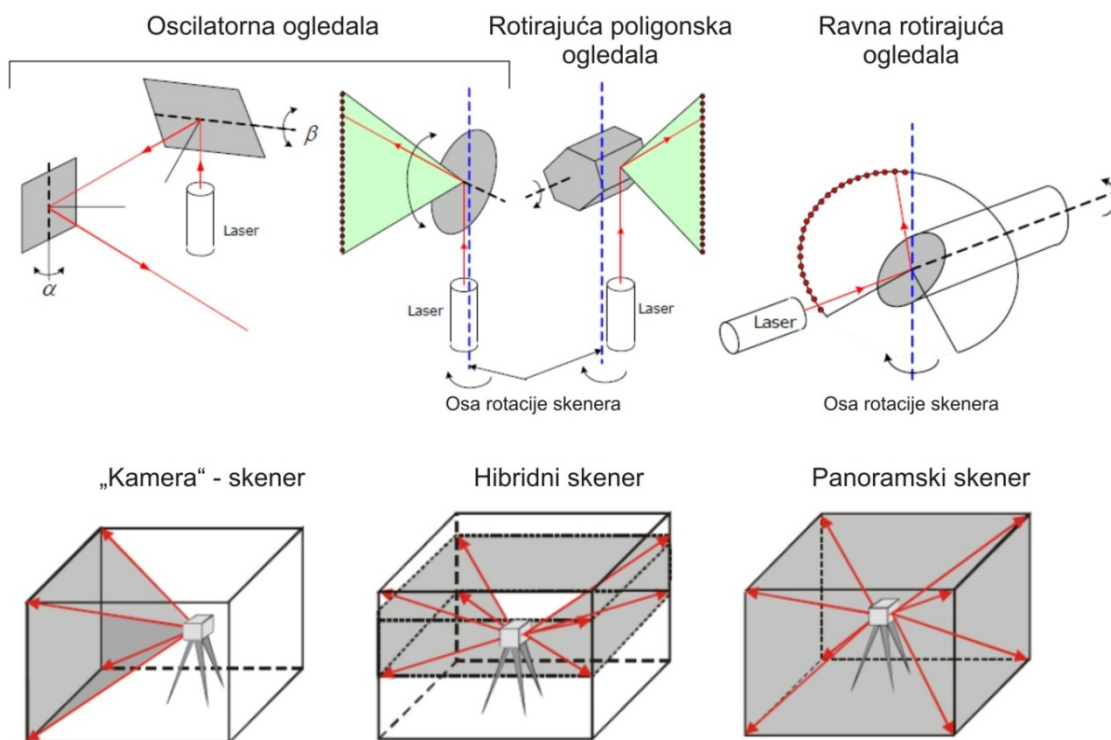 Oscilatorna ogledala
Rotirajuća poligonska
ogledala
Ravna rotirajuća
ogledala
β
Laser
α
Laser
Laser
Laser
Osa rotacije skenera
Osa rotacije skenera
„Kamera“ - skener
Hibridni skener
Panoramski skener